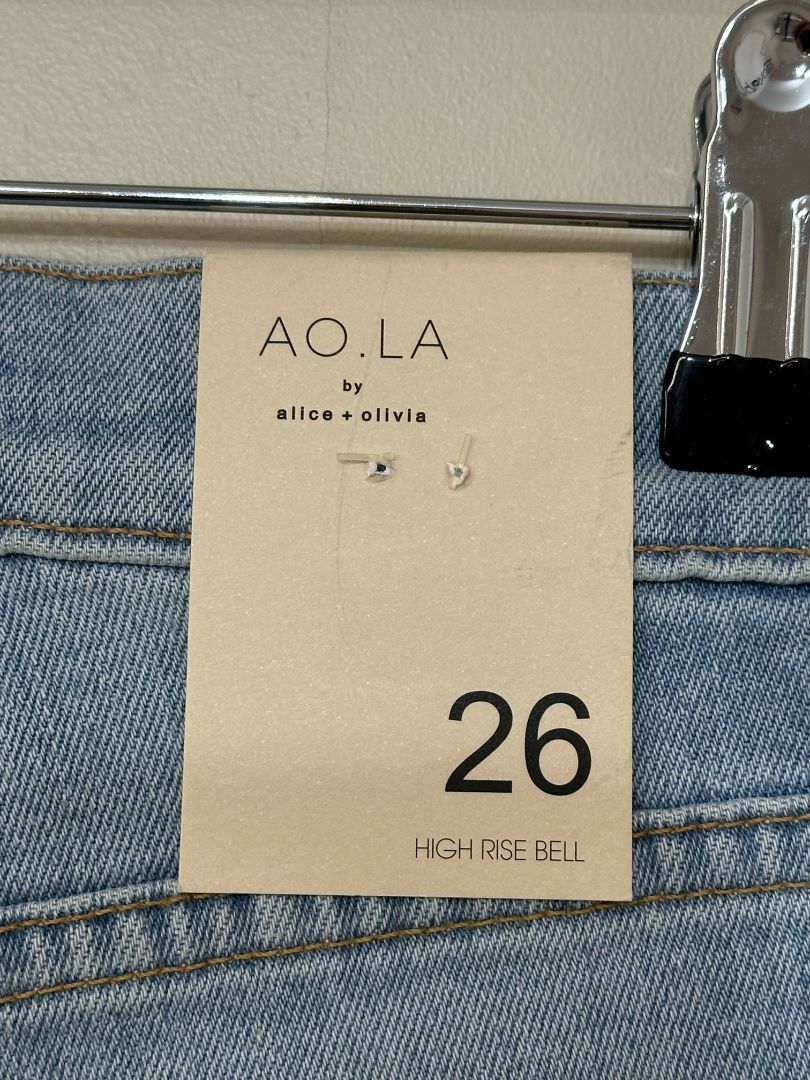 AO.LA
by
alice + olivia
26
HIGH RISE BELL